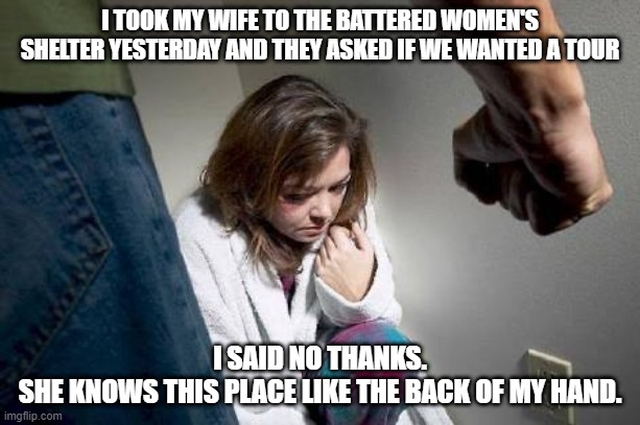 I TOOK MY WIFE TO THE BATTERED WOMEN'S
SHELTER YESTERDAY AND THEY ASKED IF WE WANTED A TOUR
I SAID NO THANKS.
SHE KNOWS THIS PLACE LIKE THE BACK OF MY HAND.
imgflip.com